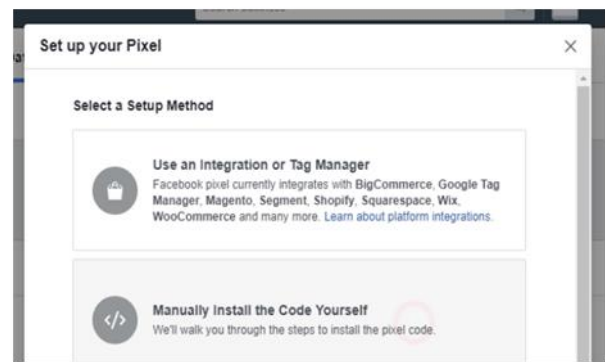 Set up your Pixel
Select a Setup Method
Use an Integration or Tag Manager
Facebook pixel currently integrates with BigCommerce, Google Tag
Manager, Magento, Segment, Shopify, Squarespace, Wix,
WooCommerce and many more. Learn about platform integrations.
</> Manually Install the Code Yourself
We'll walk you through the steps to install the pixel code.